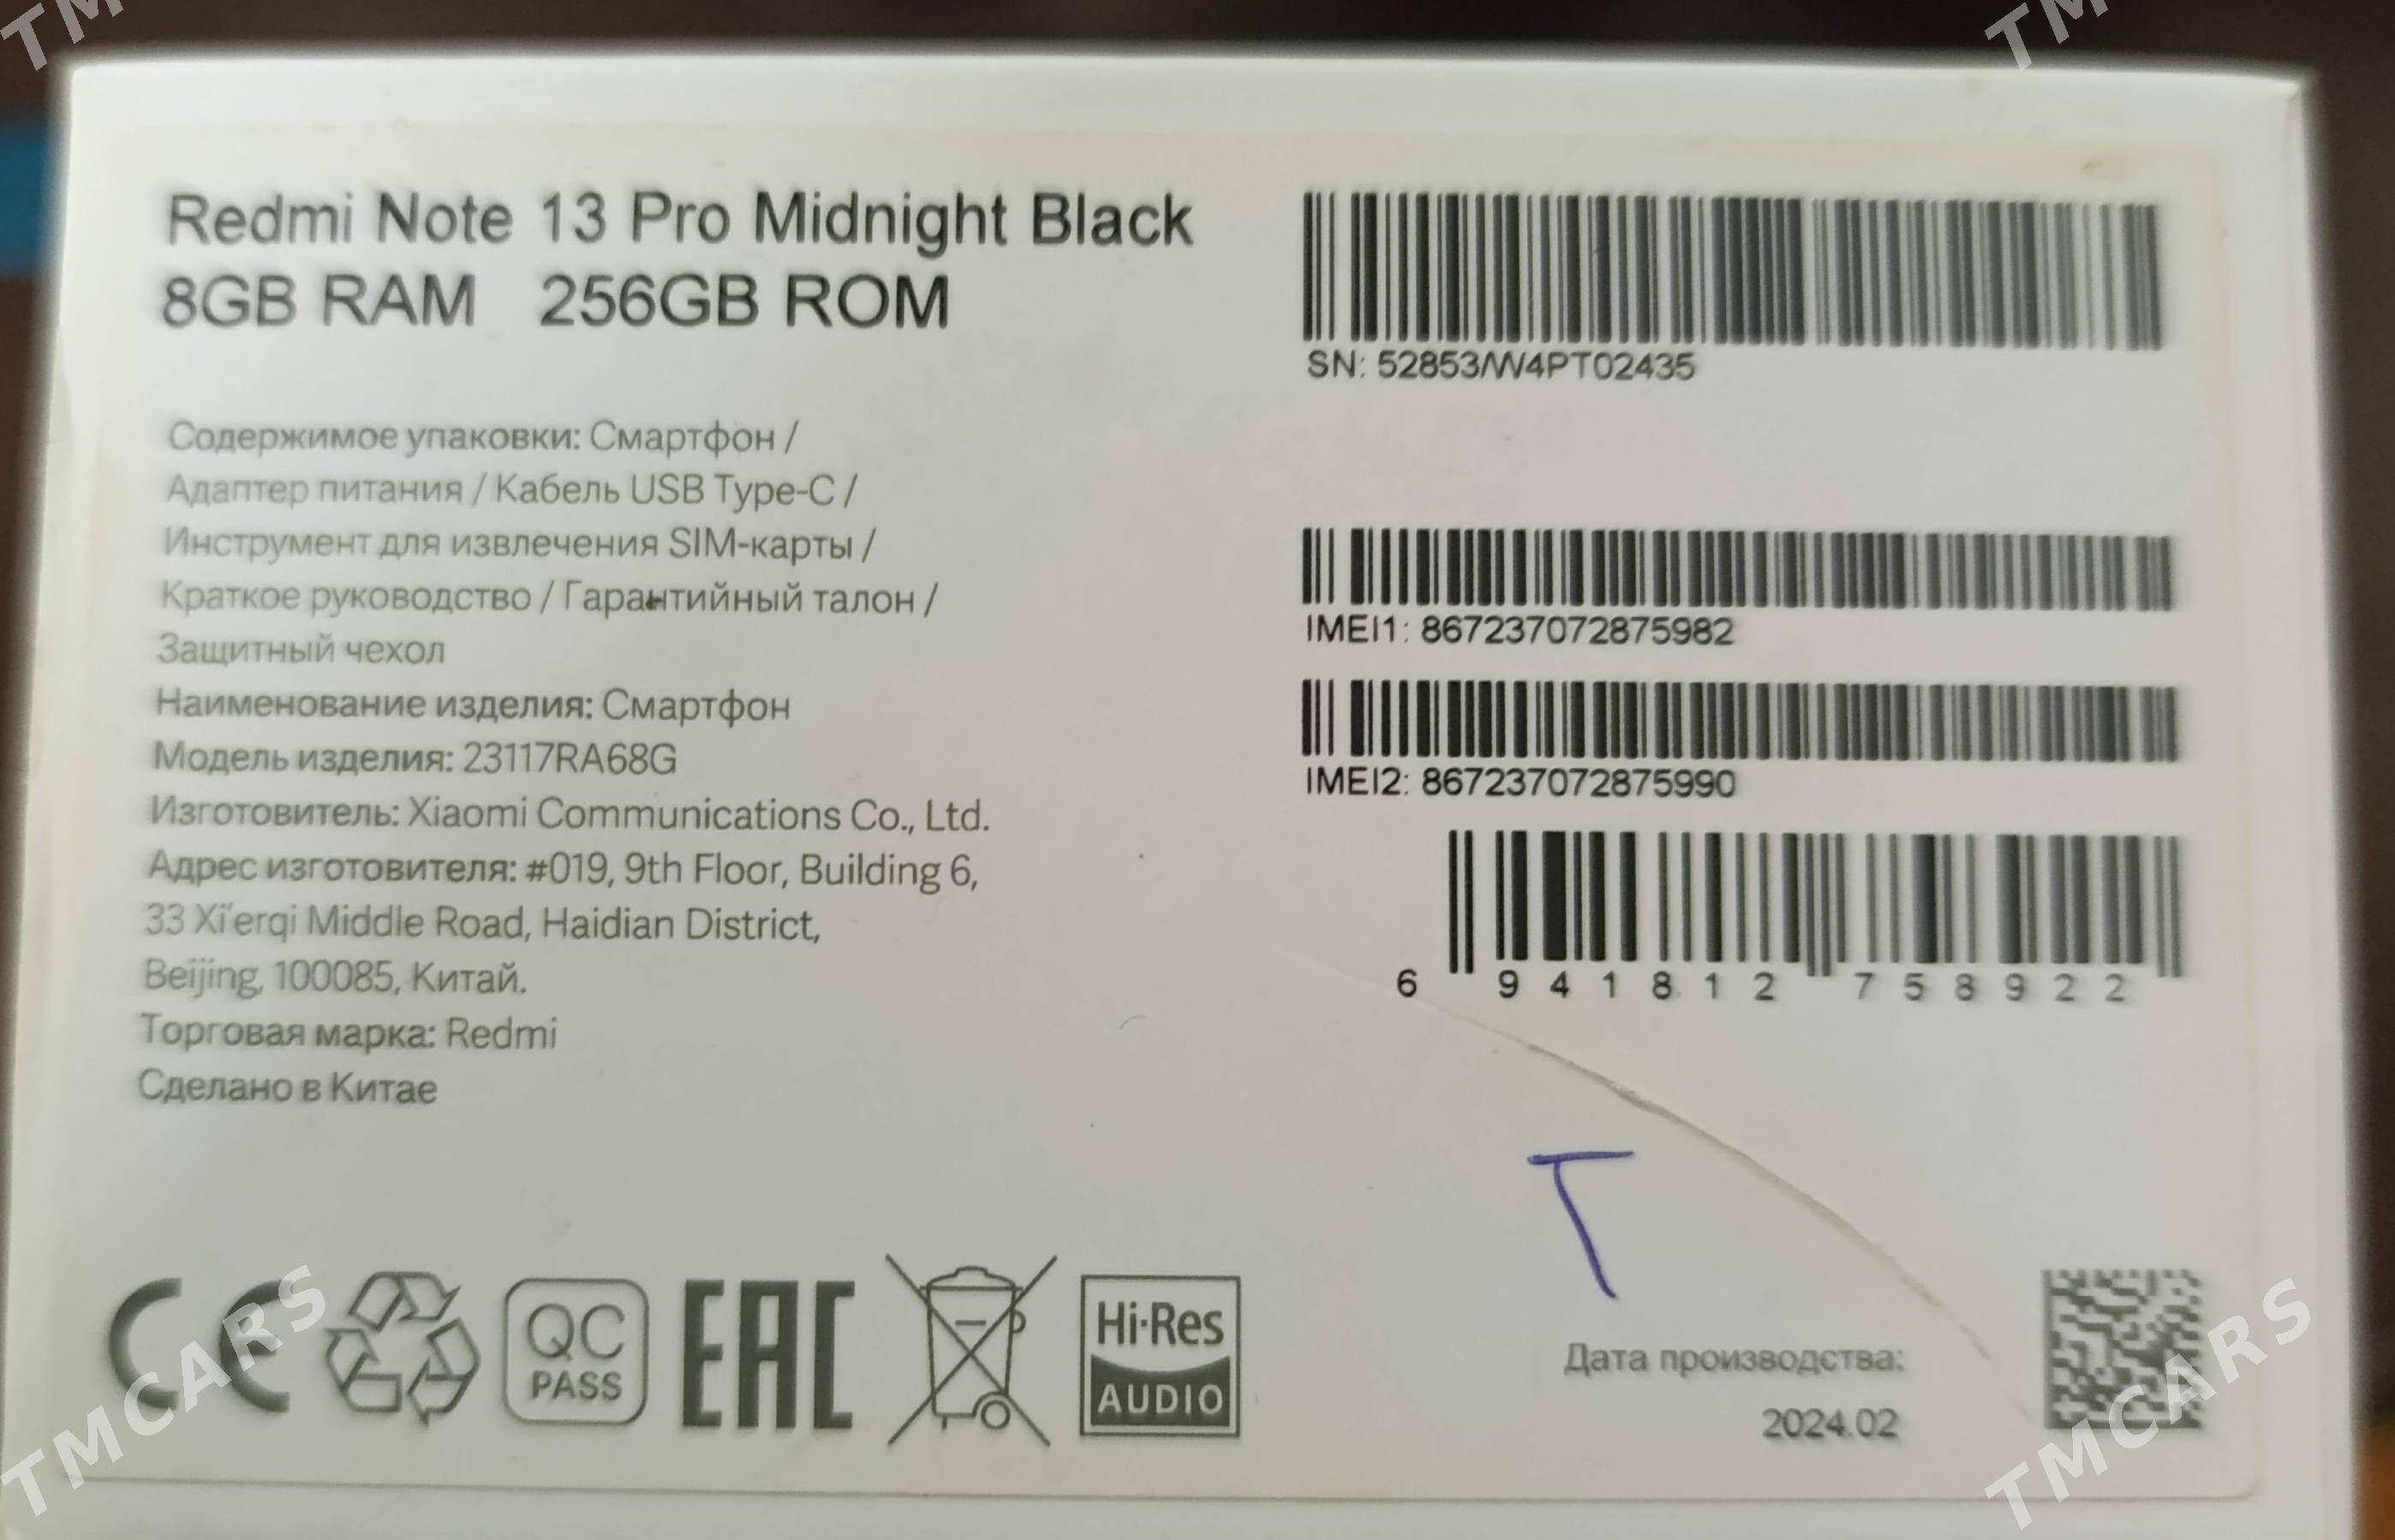 Redmi Note 13 Pro Midnight Black
8GB RAM 256GB ROM
Содержимое упаковки: Смартфон /
Адаптер питания / Кабель USB Type-C /
Инструмент для извлечения SIM-карты /
Краткое руководство / Гарантийный талон /
Защитный чехол
Наименование изделия: Смартфон
Модель изделия: 23117RA68G
Изготовитель: Xiaomi Communications Co., Ltd.
Адрес изготовителя: #019, 9th Floor, Building 6,
33 Xi'erqi Middle Road, Haidian District,
Beijing, 100085, Китай.
Торговая марка: Redmi
Сделано в Китае
SN: 52853/W4PT02435
IMEI1: 867237072875982
IMEI2: 867237072875990
6 941812 758922
T
Дата производства:
2024.02
CE
QC
PASS
EAC
Hi-Res
AUDIO
TM
TM
TMCARS
TMCARS